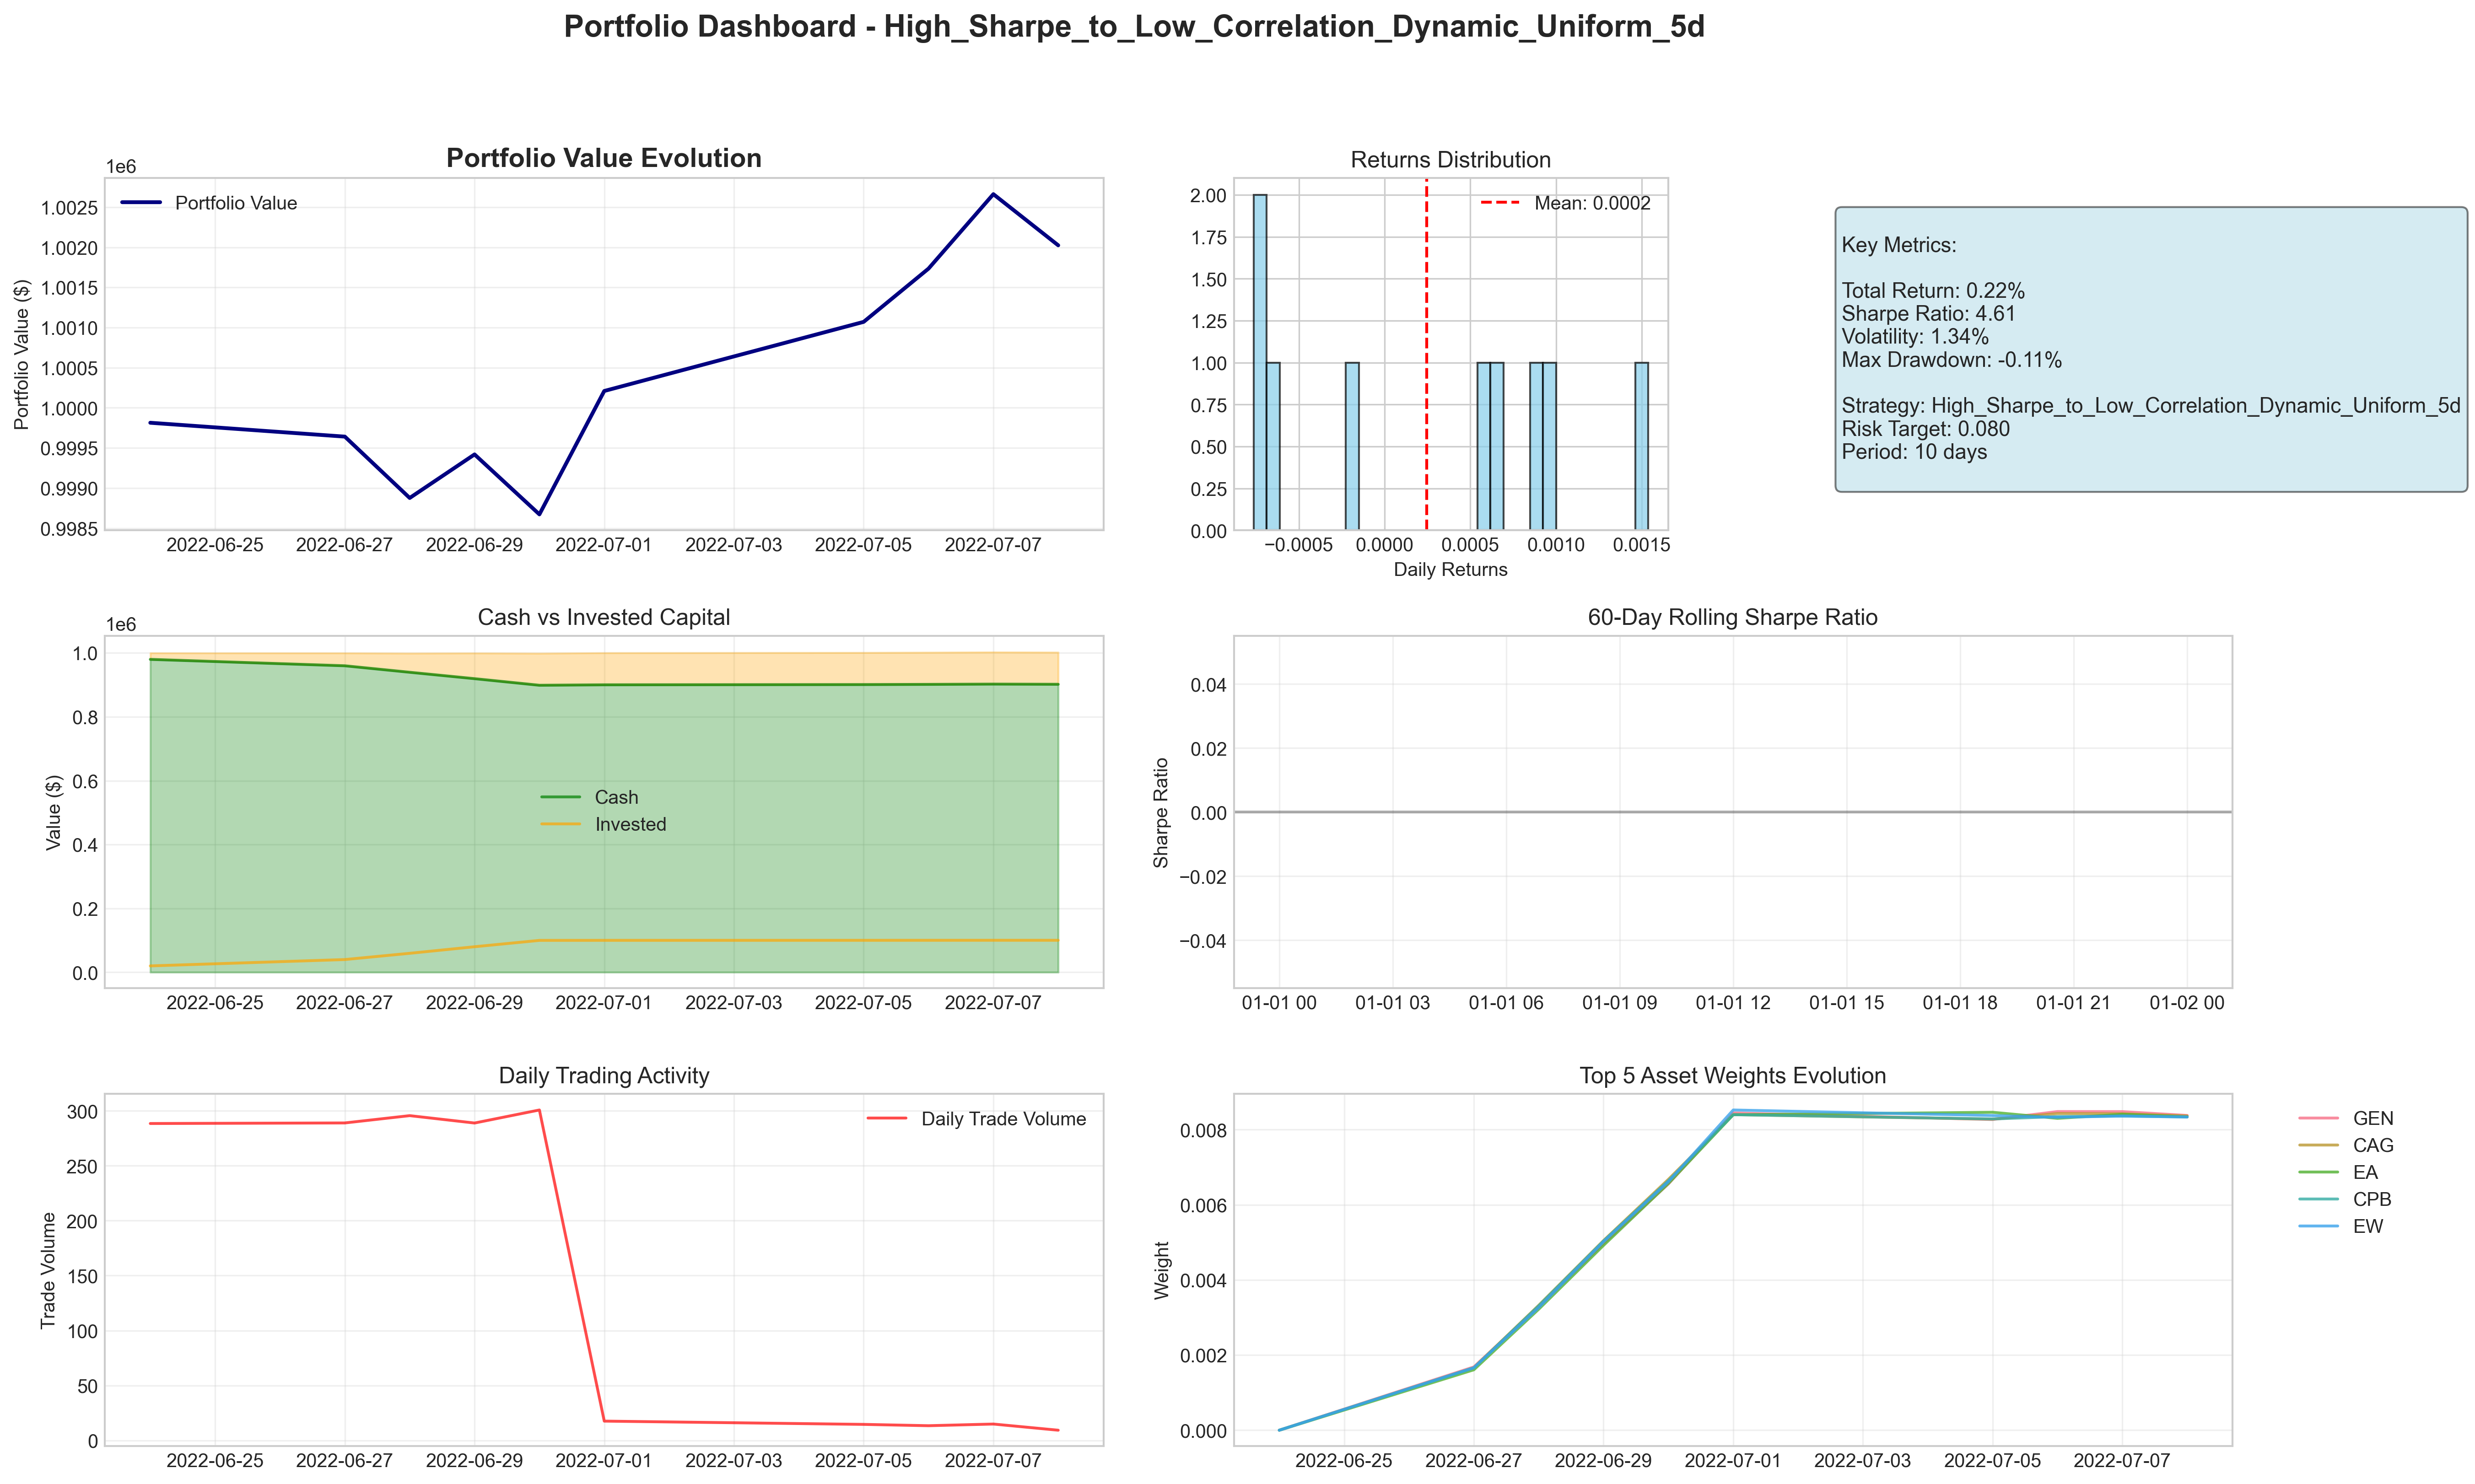 Portfolio Dashboard - High_Sharpe_to_Low_Correlation_Dynamic_Uniform_5d
Portfolio Value Evolution
1e6
Portfolio Value ($)
1.0025
1.0020
1.0015
1.0010
1.0005
1.0000
0.9995
0.9990
0.9985
Portfolio Value
2022-06-25 2022-06-27 2022-06-29 2022-07-01 2022-07-03 2022-07-05 2022-07-07
Returns Distribution
2.00
1.75
1.50
1.25
1.00
0.75
0.50
0.25
0.00
Mean: 0.0002
−0.0005 0.0000 0.0005 0.0010 0.0015
Daily Returns
Key Metrics:
Total Return: 0.22%
Sharpe Ratio: 4.61
Volatility: 1.34%
Max Drawdown: -0.11%
Strategy: High_Sharpe_to_Low_Correlation_Dynamic_Uniform_5d
Risk Target: 0.080
Period: 10 days
Cash vs Invested Capital
1e6
Value ($)
1.0
0.8
0.6
0.4
0.2
0.0
Cash
Invested
2022-06-25 2022-06-27 2022-06-29 2022-07-01 2022-07-03 2022-07-05 2022-07-07
60-Day Rolling Sharpe Ratio
Sharpe Ratio
0.04
0.02
0.00
−0.02
−0.04
01-01 00 01-01 03 01-01 06 01-01 09 01-01 12 01-01 15 01-01 18 01-01 21 01-02 00
Daily Trading Activity
Trade Volume
300
250
200
150
100
50
0
Daily Trade Volume
2022-06-25 2022-06-27 2022-06-29 2022-07-01 2022-07-03 2022-07-05 2022-07-07
Top 5 Asset Weights Evolution
Weight
0.008
0.006
0.004
0.002
0.000
2022-06-25 2022-06-27 2022-06-29 2022-07-01 2022-07-03 2022-07-05 2022-07-07
GEN
CAG
EA
CPB
EW